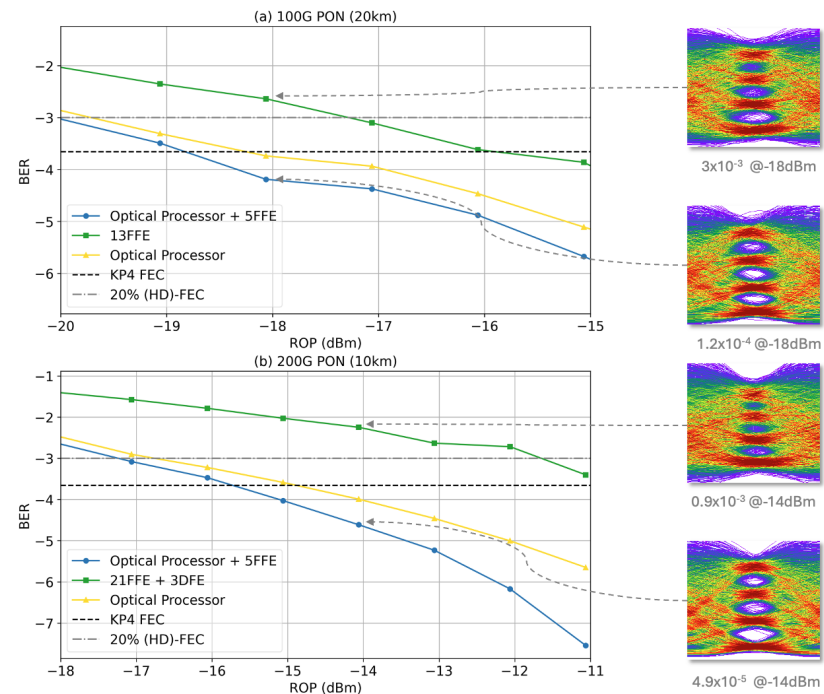 (a) 100G PON (20km)
−2
−3
−4
−5
−6
BER
Optical Processor + 5FFE
13FFE
Optical Processor
KP4 FEC
20% (HD)-FEC
−20 −19 −18 −17 −16 −15
ROP (dBm)
3x10⁻³ @-18dBm
1.2x10⁻⁴ @-18dBm
(b) 200G PON (10km)
−1
−2
−3
−4
−5
−6
−7
BER
Optical Processor + 5FFE
21FFE + 3DFE
Optical Processor
KP4 FEC
20% (HD)-FEC
−18 −17 −16 −15 −14 −13 −12 −11
ROP (dBm)
0.9x10⁻³ @-14dBm
4.9x10⁻⁵ @-14dBm